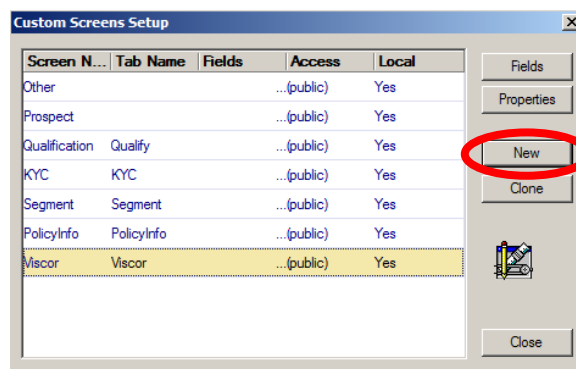 Custom Screens Setup
Screen N... Tab Name Fields Access Local
Other ...(public) Yes
Prospect ...(public) Yes
Qualification Qualify ...(public) Yes
KYC KYC ...(public) Yes
Segment Segment ...(public) Yes
PolicyInfo PolicyInfo ...(public) Yes
Viscor Viscor ...(public) Yes
Fields
Properties
New
Clone
Close